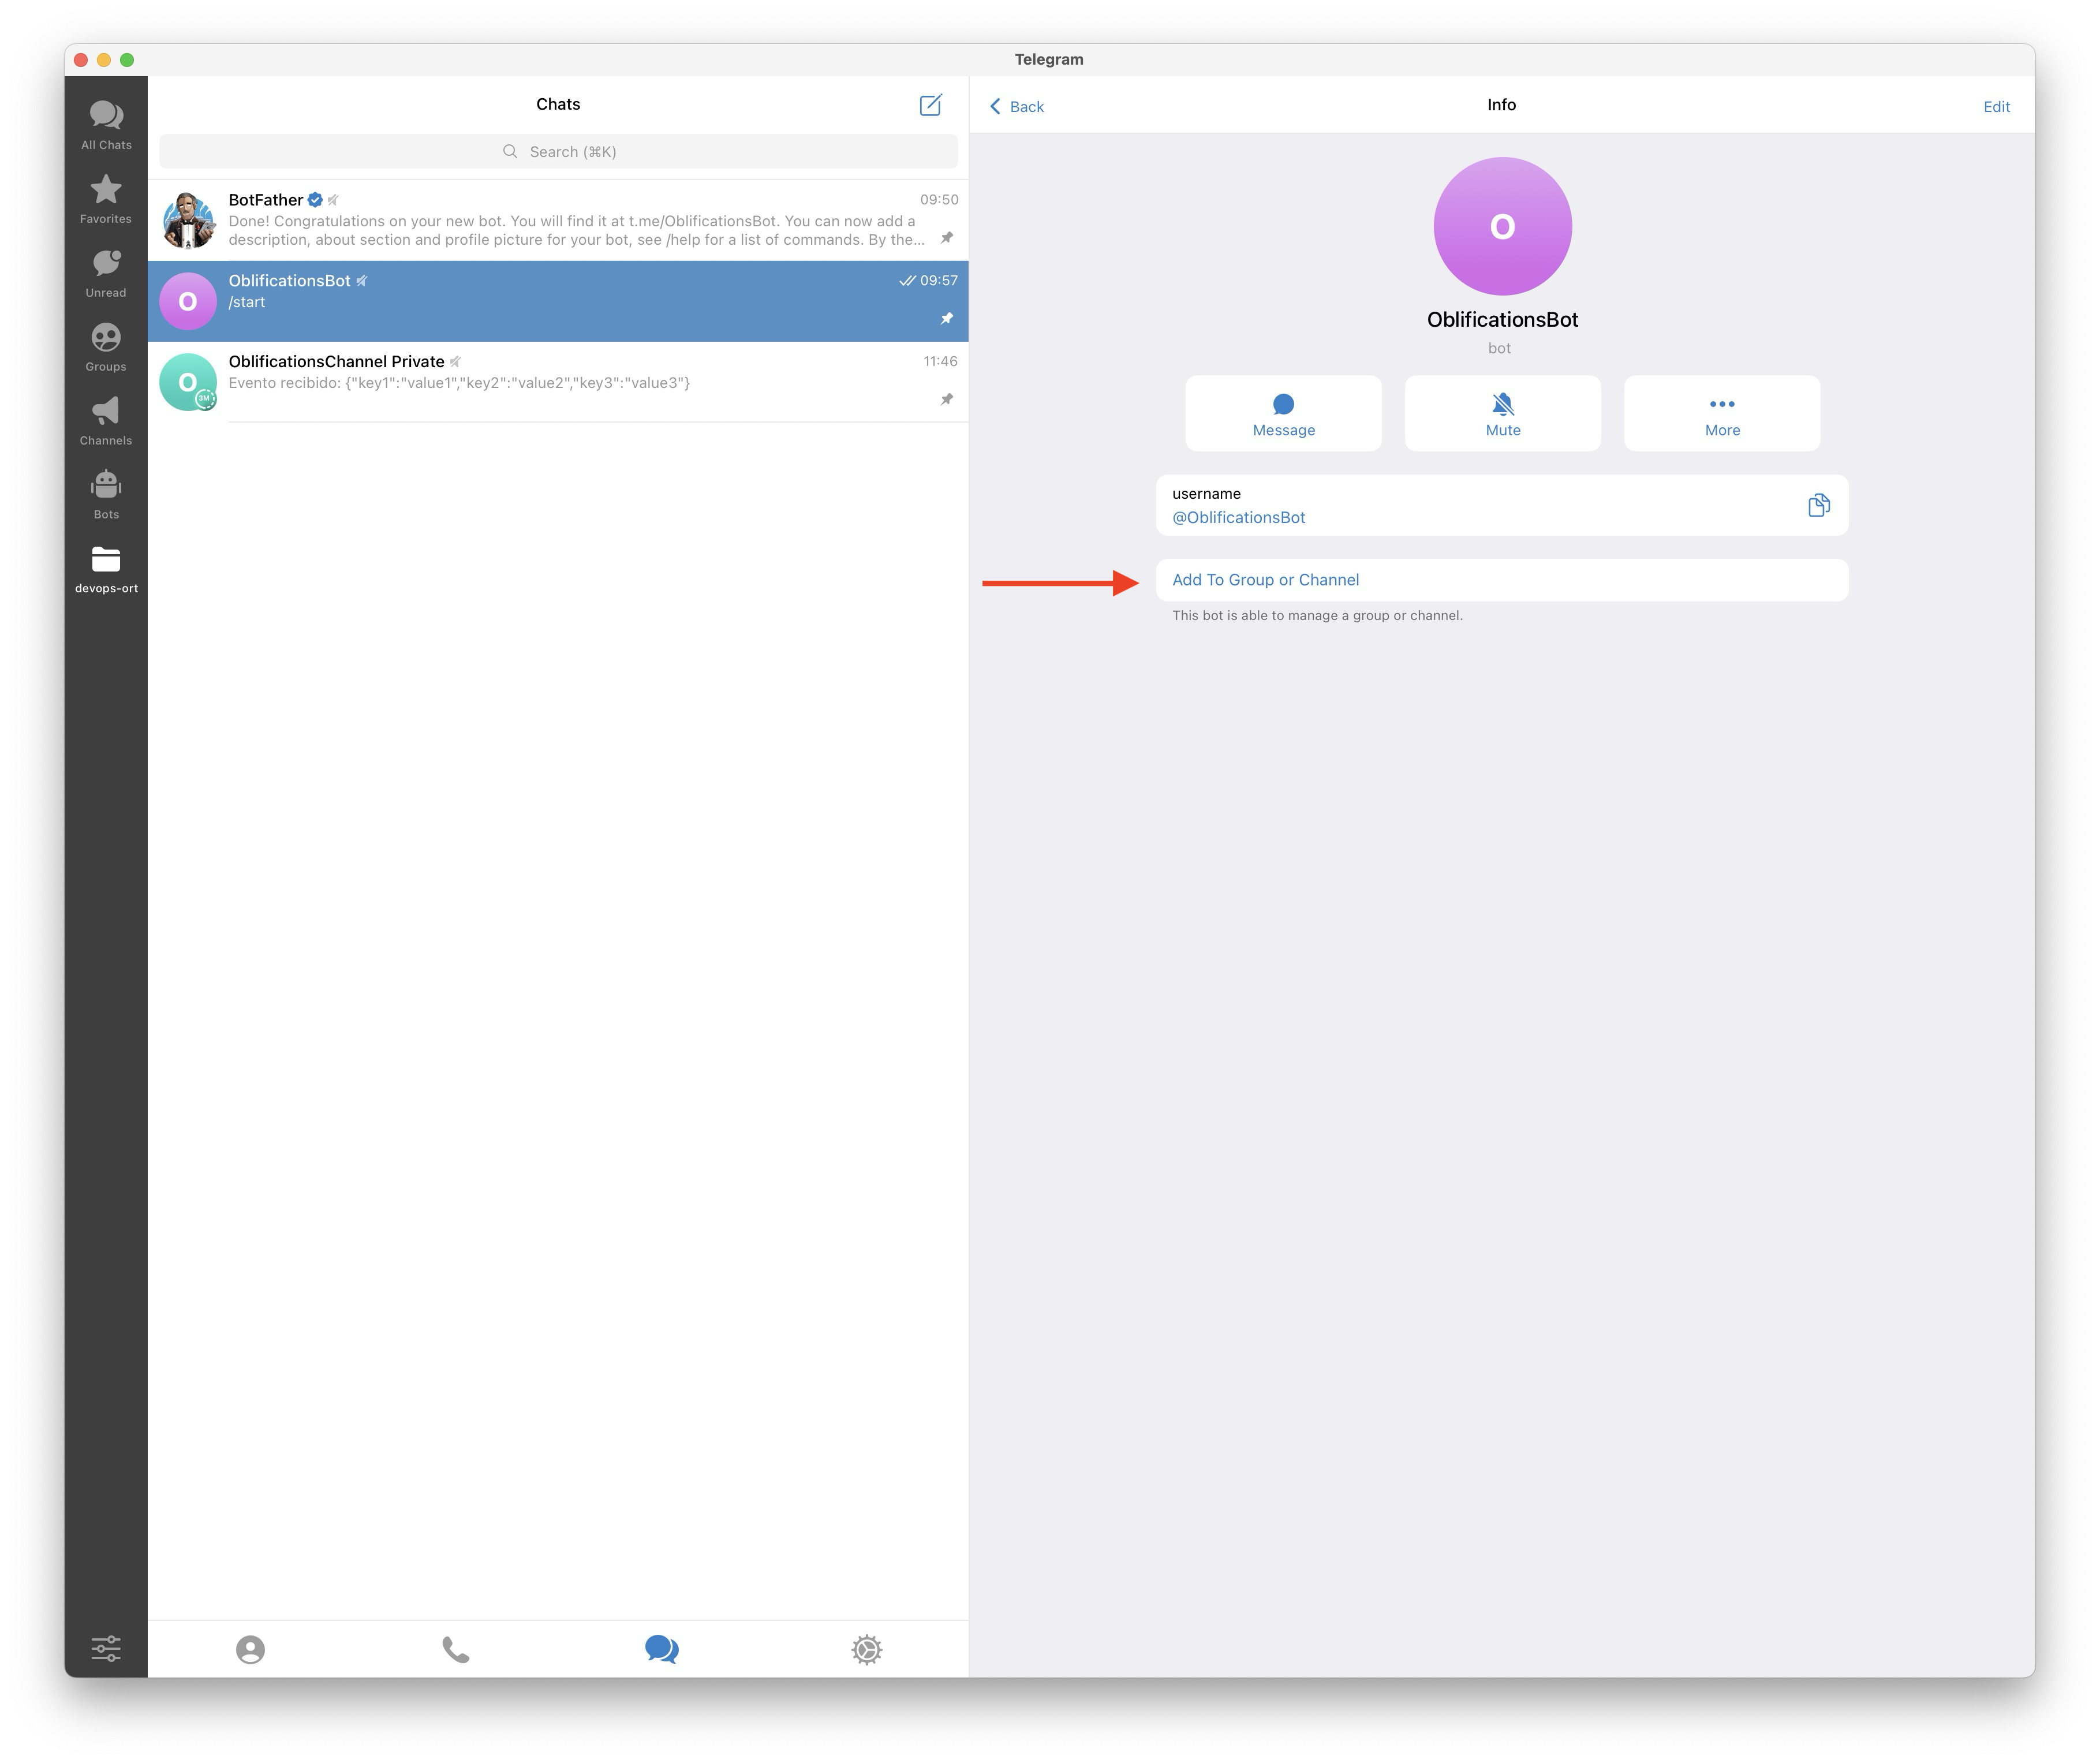 Telegram
All Chats
Favorites
Unread
Groups
Channels
Bots
devops-ort
Chats
Search (⌘K)
BotFather
09:50
Done! Congratulations on your new bot. You will find it at t.me/OblificationsBot. You can now add a
description, about section and profile picture for your bot, see /help for a list of commands. By the...
O
OblificationsBot
09:57
/start
O
3M
OblificationsChannel Private
11:46
Evento recibido: {"key1":"value1","key2":"value2","key3":"value3"}
Back
Info
Edit
O
OblificationsBot
bot
Message
Mute
More
username
@OblificationsBot
Add To Group or Channel
This bot is able to manage a group or channel.